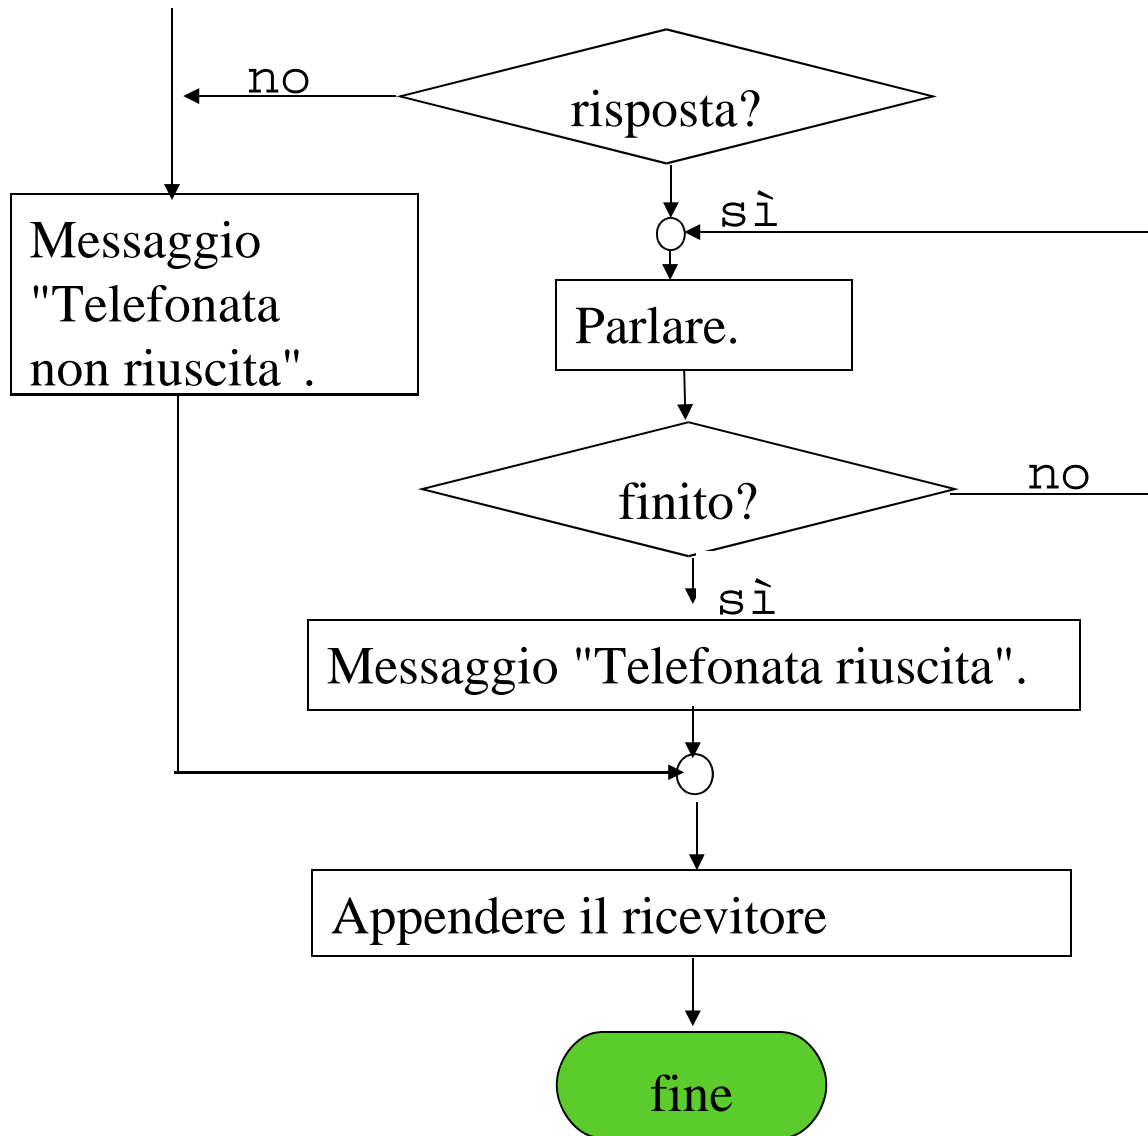 no
risposta?
sì
Messaggio
"Telefonata
non riuscita".
Parlare.
no
finito?
sì
Messaggio "Telefonata riuscita".
Appendere il ricevitore
fine